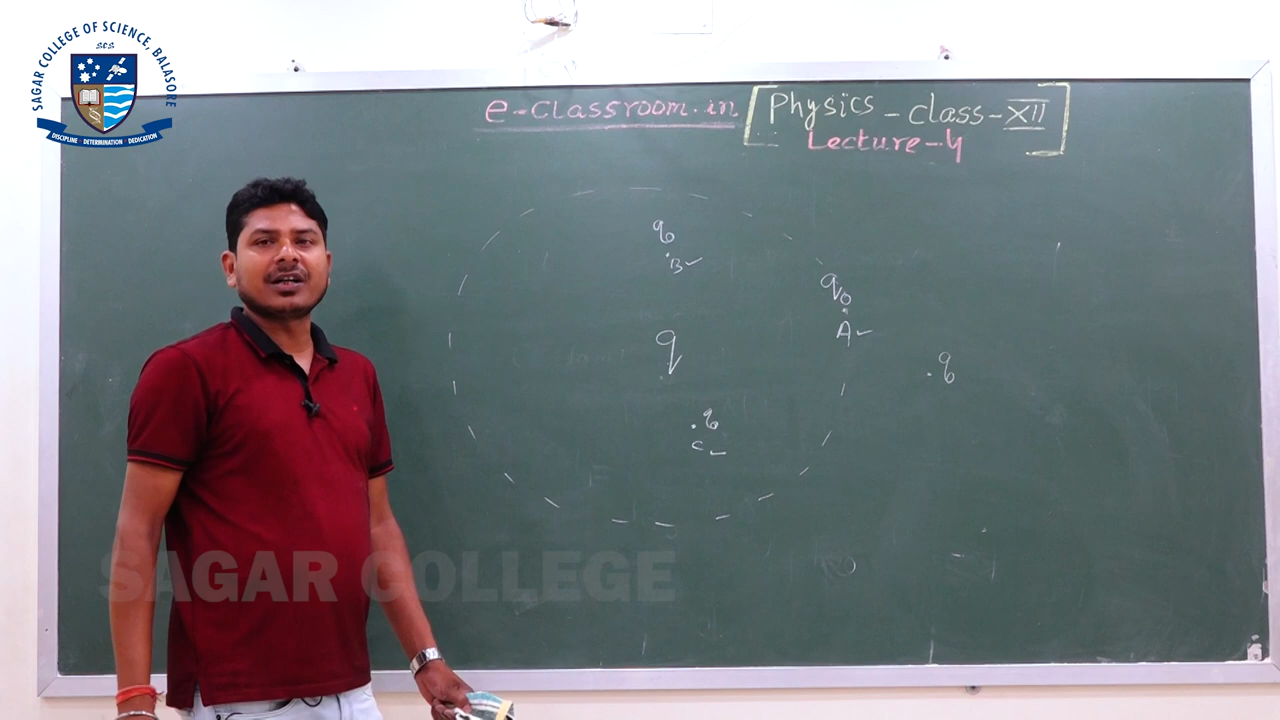 SAGAR COLLEGE OF SCIENCE, BALASORE
SCS
DISCIPLINE DETERMINATION DEDICATION
e-classroom.in [Physics - class - XII]
Lecture-4
q0
B
q0
A
q
.q
.q0
C
SAGAR COLLEGE